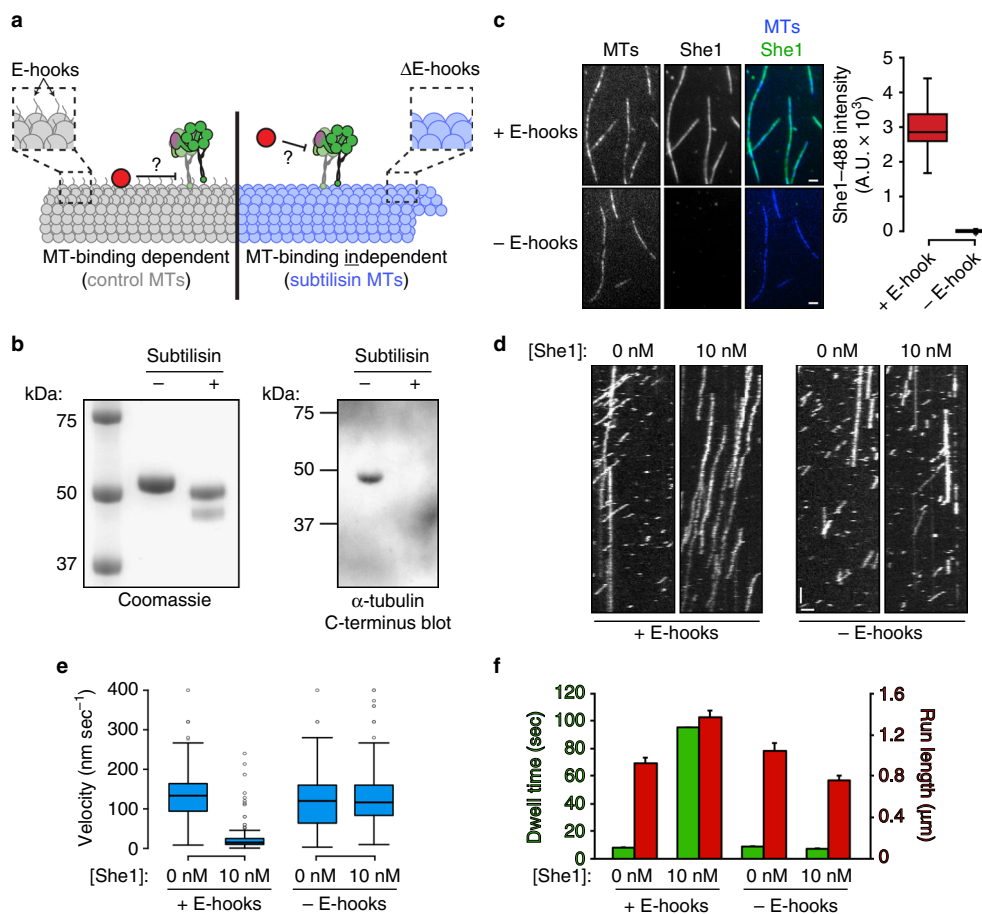 a
E-hooks
ΔE-hooks
?
?
MT-binding dependent
(control MTs)
MT-binding independent
(subtilisin MTs)
b
Subtilisin
– +
kDa:
75
50
37
Coomassie
Subtilisin
– +
kDa:
75
50
37
α-tubulin
C-terminus blot
c
MTs She1 MTs
She1
+ E-hooks
– E-hooks
She1–488 intensity
(A.U. × 10³)
5
4
3
2
1
0
+ E-hook
– E-hook
d
[She1]: 0 nM 10 nM 0 nM 10 nM
+ E-hooks – E-hooks
e
Velocity (nm sec⁻¹)
400
300
200
100
0
[She1]: 0 nM 10 nM 0 nM 10 nM
+ E-hooks – E-hooks
f
Dwell time (sec)
120
100
80
60
40
20
0
1.6
1.2
0.8
0.4
0
Run length (μm)
[She1]: 0 nM 10 nM 0 nM 10 nM
+ E-hooks – E-hooks